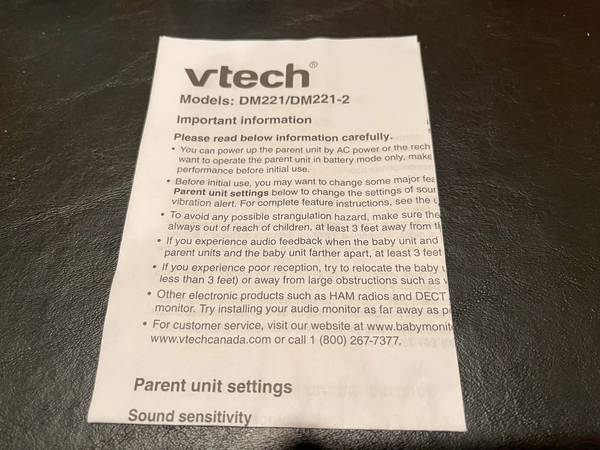 vtech®
Models: DM221/DM221-2
Important information
Please read below information carefully.
• You can power up the parent unit by AC power or the rech
want to operate the parent unit in battery mode only, make
performance before initial use.
• Before initial use, you may want to change some major fea
Parent unit settings below to change the settings of soun
vibration alert. For complete feature instructions, see the u
• To avoid any possible strangulation hazard, make sure the
always out of reach of children, at least 3 feet away from th
• If you experience audio feedback when the baby unit and
parent units and the baby unit farther apart, at least 3 feet
• If you experience poor reception, try to relocate the baby u
less than 3 feet) or away from large obstructions such as w
• Other electronic products such as HAM radios and DECT
monitor. Try installing your audio monitor as far away as p
• For customer service, visit our website at www.babymonit
www.vtechcanada.com or call 1 (800) 267-7377.
Parent unit settings
Sound sensitivity